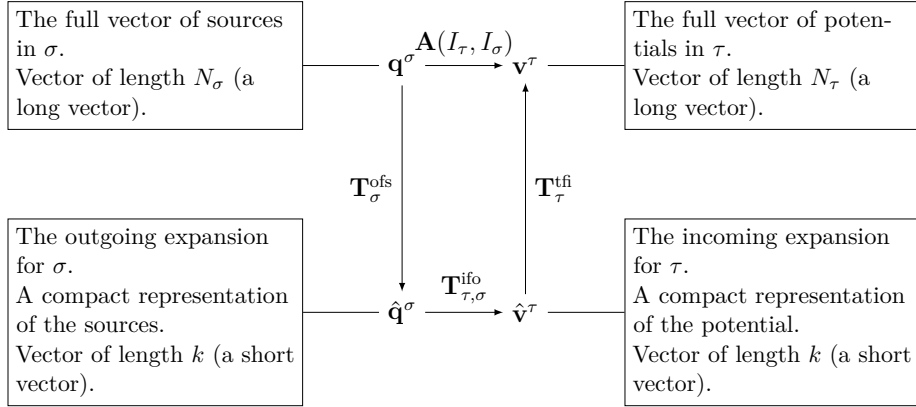 The full vector of sources
in σ.
Vector of length N_σ (a
long vector).
q^σ A(I_τ, I_σ) v^τ
The full vector of poten-
tials in τ.
Vector of length N_τ (a
long vector).
T_σ^ofs
T_τ^tfi
The outgoing expansion
for σ.
A compact representation
of the sources.
Vector of length k (a short
vector).
T_τ,σ^ifo
q̂^σ v̂^τ
The incoming expansion
for τ.
A compact representation
of the potential.
Vector of length k (a short
vector).